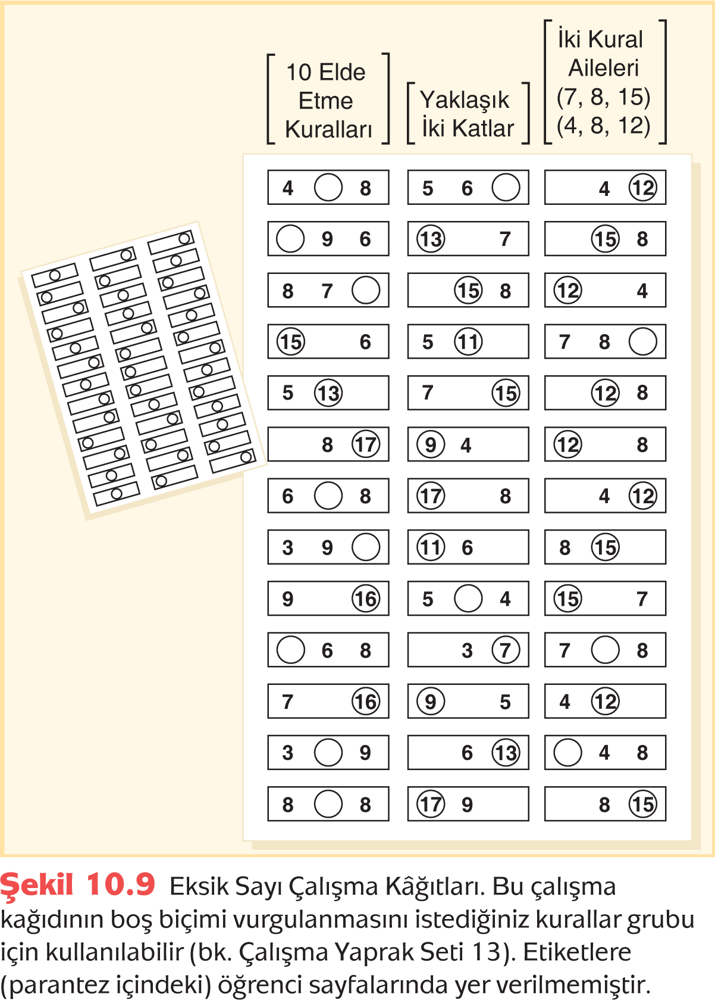 10 Elde
Etme
Kuralları
Yaklaşık
İki Katlar
İki Kural
Aileleri
(7, 8, 15)
(4, 8, 12)
4 8 5 6 4 12
9 6 13 7 15 8
8 7 15 8 12 4
15 6 5 11 7 8
5 13 7 15 12 8
8 17 9 4 12 8
6 8 17 8 4 12
3 9 11 6 8 15
9 16 5 4 15 7
6 8 3 7 7 8
7 16 9 5 4 12
3 9 6 13 4 8
8 8 17 9 8 15
Şekil 10.9 Eksik Sayı Çalışma Kâğıtları. Bu çalışma
kağıdının boş biçimi vurgulanmasını istediğiniz kurallar grubu
için kullanılabilir (bk. Çalışma Yaprak Seti 13). Etiketlere
(parantez içindeki) öğrenci sayfalarında yer verilmemiştir.